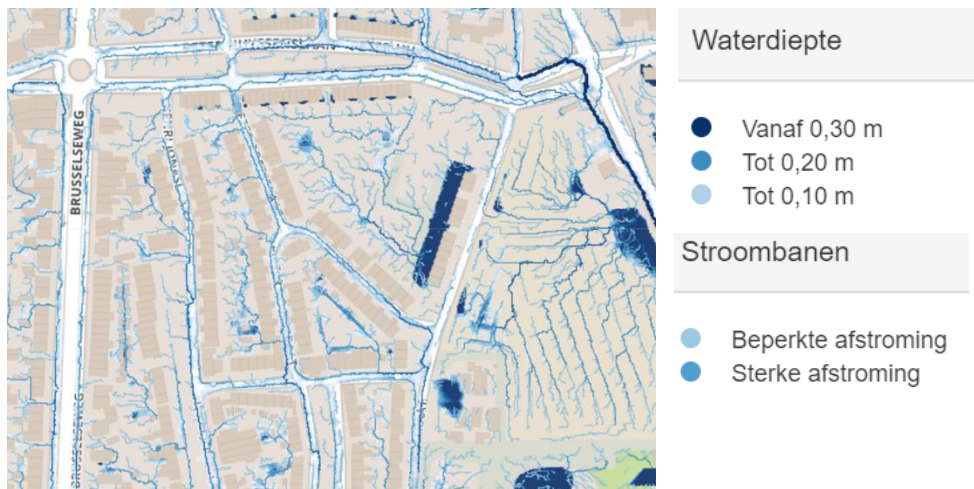 BRUSSELSEWEG
BRUSSELSEWEG
Waterdiepte
Vanaf 0,30 m
Tot 0,20 m
Tot 0,10 m
Stroombanen
Beperkte afstroming
Sterke afstroming